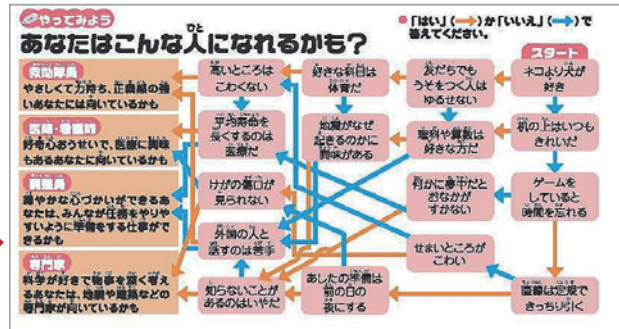 やってみよう
あなたはこんな人になれるかも？
ひと
●「はい」（→）か「いいえ」（→）で
答えてください。
スタート
ネコより犬が
好き
友だちでも
うそをつく人は
ゆるせない
好きな科目は
体育だ
高いところは
こわくない
救助隊員
やさしくて力持ち、正義感の強
いあなたには向いているかも
机の上はいつも
きれいだ
理科や算数は
好きな方だ
地震がなぜ
起きるのかに
興味がある
平均寿命を
長くするのは
医療だ
医師・看護師
好奇心おうせいで、医療に興味
もあるあなたに向いているかも
ゲームを
していると
時間を忘れる
何かに夢中だと
おなかが
すかない
けがの傷口が
見られない
調整員
細やかな心づかいができるあ
なたは、みんなが任務をやりや
すいように準備をする仕事がで
きるかも
外国の人と
話すのは苦手
せまいところが
こわい
直線は定規で
きっちり引く
あしたの準備は
前の日の
夜にする
知らないことが
あるのはいやだ
専門家
科学が好きで物事を深く考え
るあなたは、地震や建築などの
専門家が向いているかも